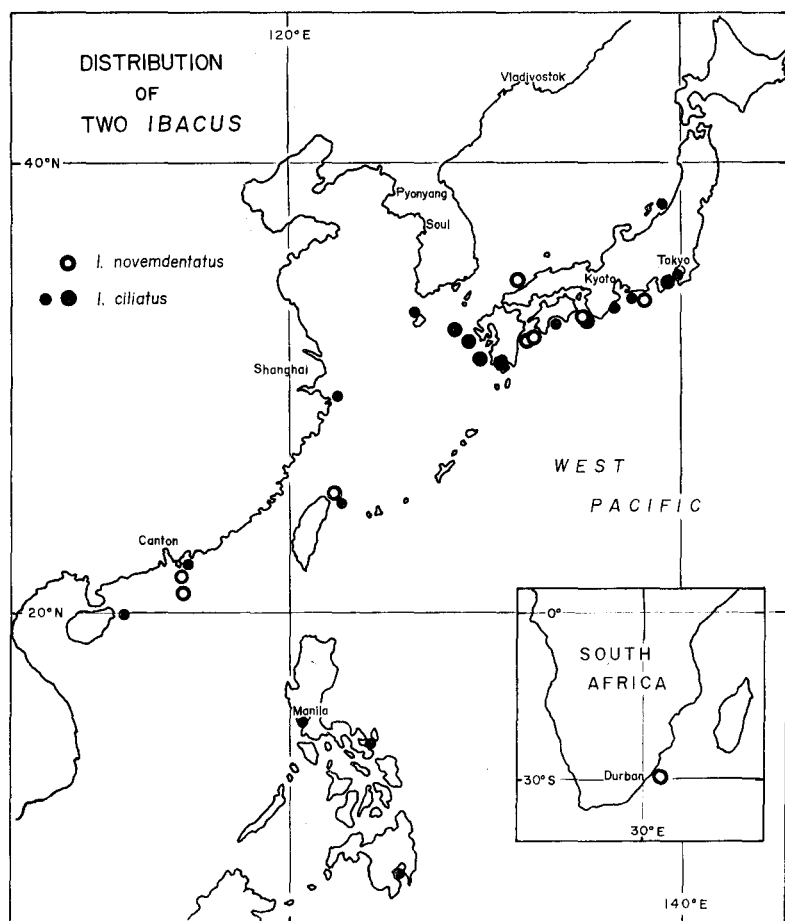 120°E
DISTRIBUTION
OF
TWO IBACUS
Vladivostok
40°N
Pyonyang
Soul
I. novemdentatus
I. ciliatus
Tokyo
Kyoto
Shanghai
WEST
PACIFIC
Canton
20°N
Manila
0°
SOUTH
AFRICA
Durban
30°S
30°E
140°E